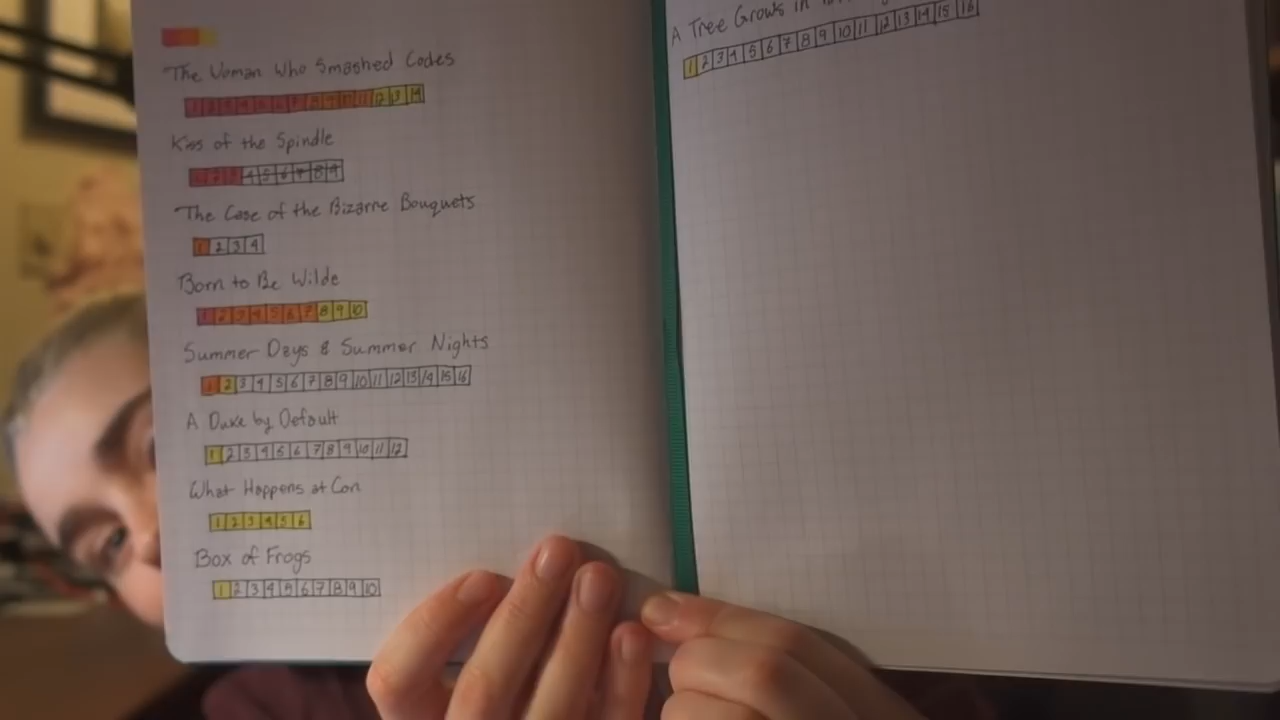 The Woman Who Smashed Codes
1 2 3 4 5 6 7 8 9 10 11 12 13 14
Kiss of the Spindle
1 2 3 4 5 6 7 8 9
The Case of the Bizarre Bouquets
1 2 3 4
Born to Be Wilde
1 2 3 4 5 6 7 8 9 10
Summer Days & Summer Nights
1 2 3 4 5 6 7 8 9 10 11 12 13 14 15 16
A Duke by Default
1 2 3 4 5 6 7 8 9 10 11 12
What Happens at Con
1 2 3 4 5 6
Box of Frogs
1 2 3 4 5 6 7 8 9 10
A Tree Grows in
1 2 3 4 5 6 7 8 9 10 11 12 13 14 15 16